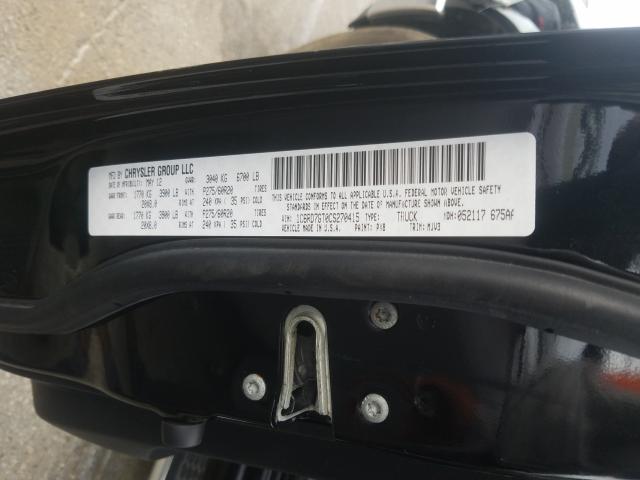 MFD BY CHRYSLER GROUP LLC
DATE OF MFR/MOBILITY: MAY 12 GVWR: 3040 KG 6700 LB
GAWR FRONT: 1770 KG 3900 LB P275/60R20 TIRES
20X8.0 RIMS AT 240 KPA ( 35 PSI) COLD
GAWR REAR: 1770 KG 3900 LB P275/60R20 TIRES
20X8.0 RIMS AT 240 KPA ( 35 PSI) COLD
THIS VEHICLE CONFORMS TO ALL APPLICABLE U.S.A. FEDERAL MOTOR VEHICLE SAFETY
STANDARDS IN EFFECT ON THE DATE OF MANUFACTURE SHOWN ABOVE.
VIN: 1C6RD7GT0CS270415 TYPE: TRUCK MDH: 052117 675AA
VEHICLE MADE IN U.S.A. PAINT: PX8 TRIM: MJV3